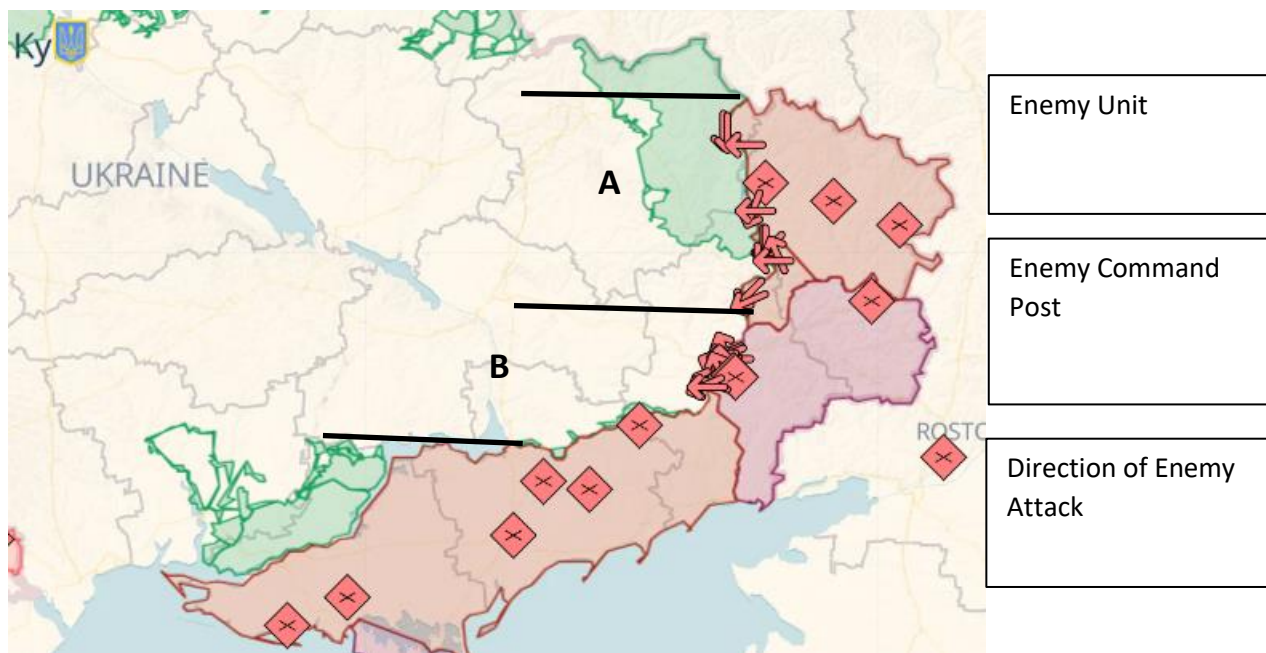 Ky
UKRAINE
A
B
ROSTO
Enemy Unit
Enemy Command
Post
Direction of Enemy
Attack